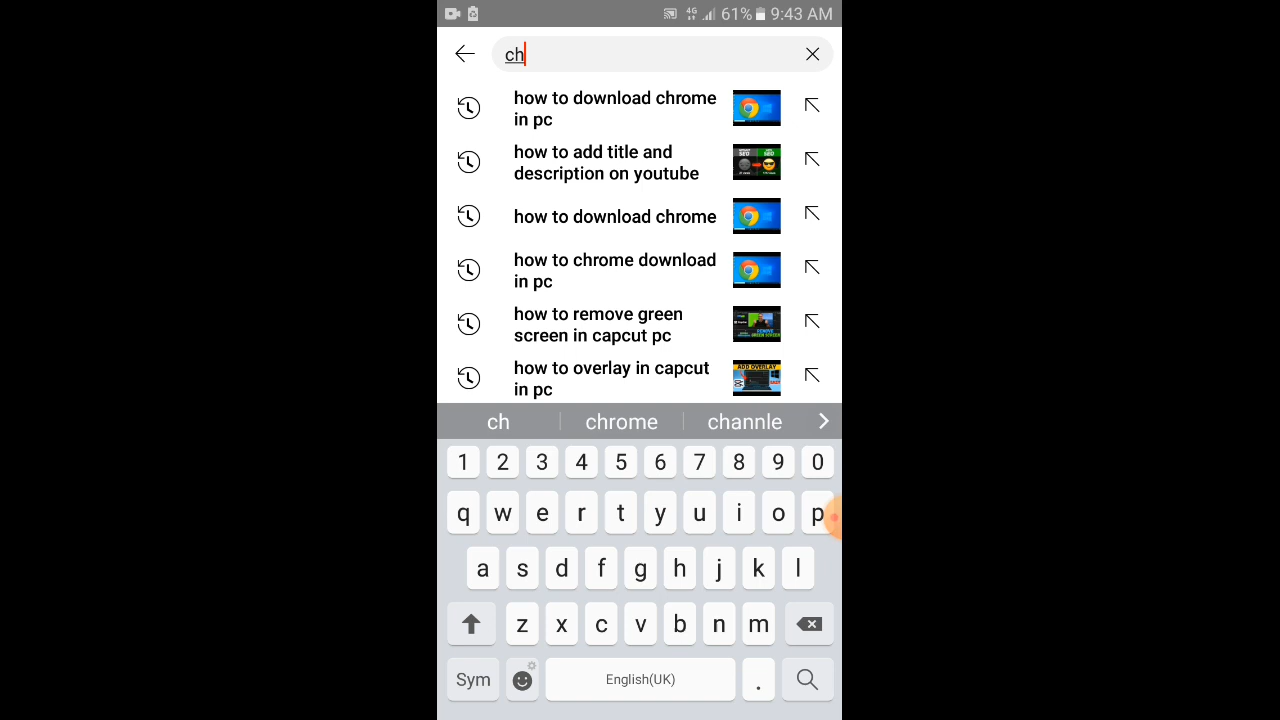 4G 61% 9:43 AM
ch
how to download chrome
in pc
how to add title and
description on youtube
how to download chrome
how to chrome download
in pc
how to remove green
screen in capcut pc
how to overlay in capcut
in pc
ch chrome channle
1 2 3 4 5 6 7 8 9 0
q w e r t y u i o p
a s d f g h j k l
z x c v b n m
Sym English(UK) .